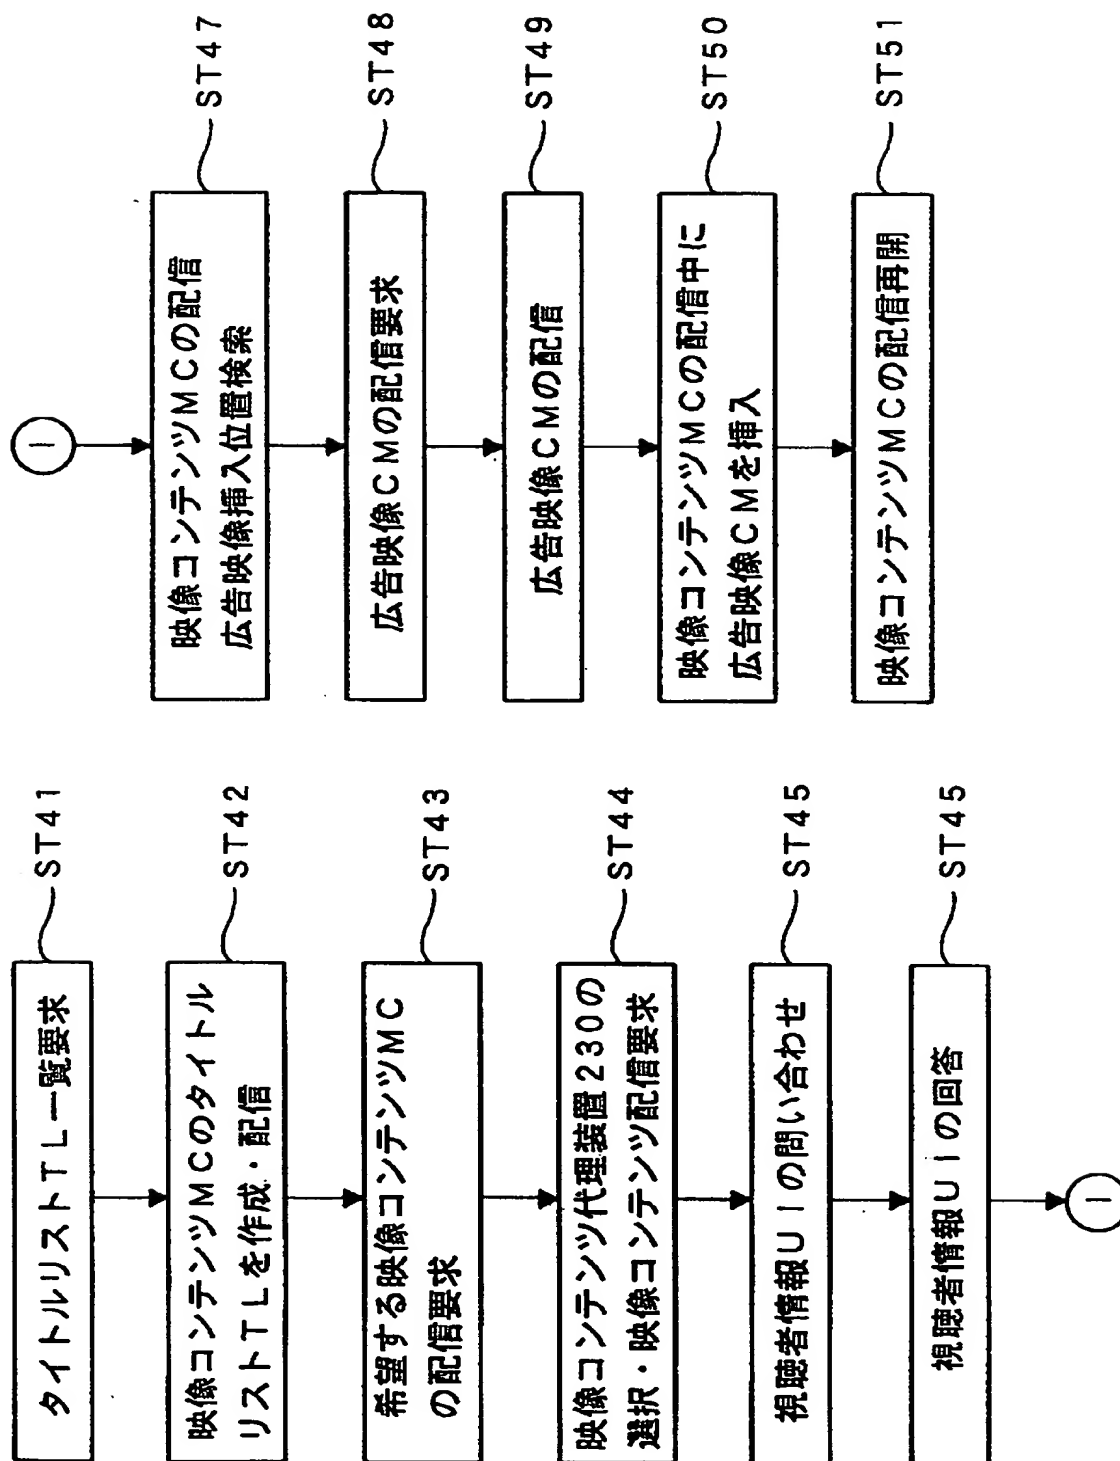 タイトルリストTL一覧要求
ST41
映像コンテンツMCのタイトル
リストTLを作成・配信
ST42
希望する映像コンテンツMC
の配信要求
ST43
映像コンテンツ代理装置230の
選択・映像コンテンツ配信要求
ST44
視聴者情報UIの問い合わせ
ST45
視聴者情報UIの回答
ST45
1
1
映像コンテンツMCの配信
広告映像挿入位置検索
ST47
広告映像CMの配信要求
ST48
広告映像CMの配信
ST49
映像コンテンツMCの配信中に
広告映像CMを挿入
ST50
映像コンテンツMCの配信再開
ST51